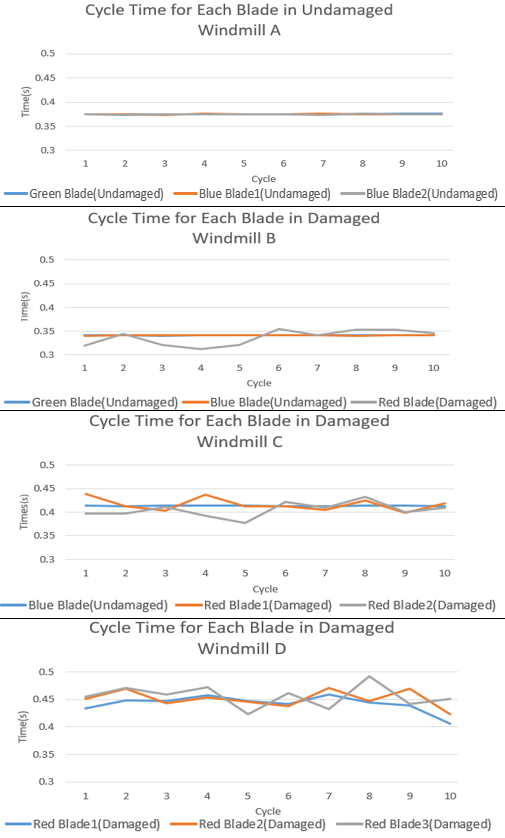 Cycle Time for Each Blade in Undamaged
Windmill A
0.5
0.45
0.4
0.35
0.3
Time(s)
1 2 3 4 5 6 7 8 9 10
Cycle
Green Blade(Undamaged) Blue Blade1(Undamaged) Blue Blade2(Undamaged)
Cycle Time for Each Blade in Damaged
Windmill B
0.5
0.45
0.4
0.35
0.3
Time(s)
1 2 3 4 5 6 7 8 9 10
Cycle
Green Blade(Undamaged) Blue Blade(Undamaged) Red Blade(Damaged)
Cycle Time for Each Blade in Damaged
Windmill C
0.5
0.45
0.4
0.35
0.3
Times(s)
1 2 3 4 5 6 7 8 9 10
Cycle
Blue Blade(Undamaged) Red Blade1(Damaged) Red Blade2(Damaged)
Cycle Time for Each Blade in Damaged
Windmill D
0.5
0.45
0.4
0.35
0.3
Time(s)
1 2 3 4 5 6 7 8 9 10
Cycle
Red Blade1(Damaged) Red Blade2(Damaged) Red Blade3(Damaged)